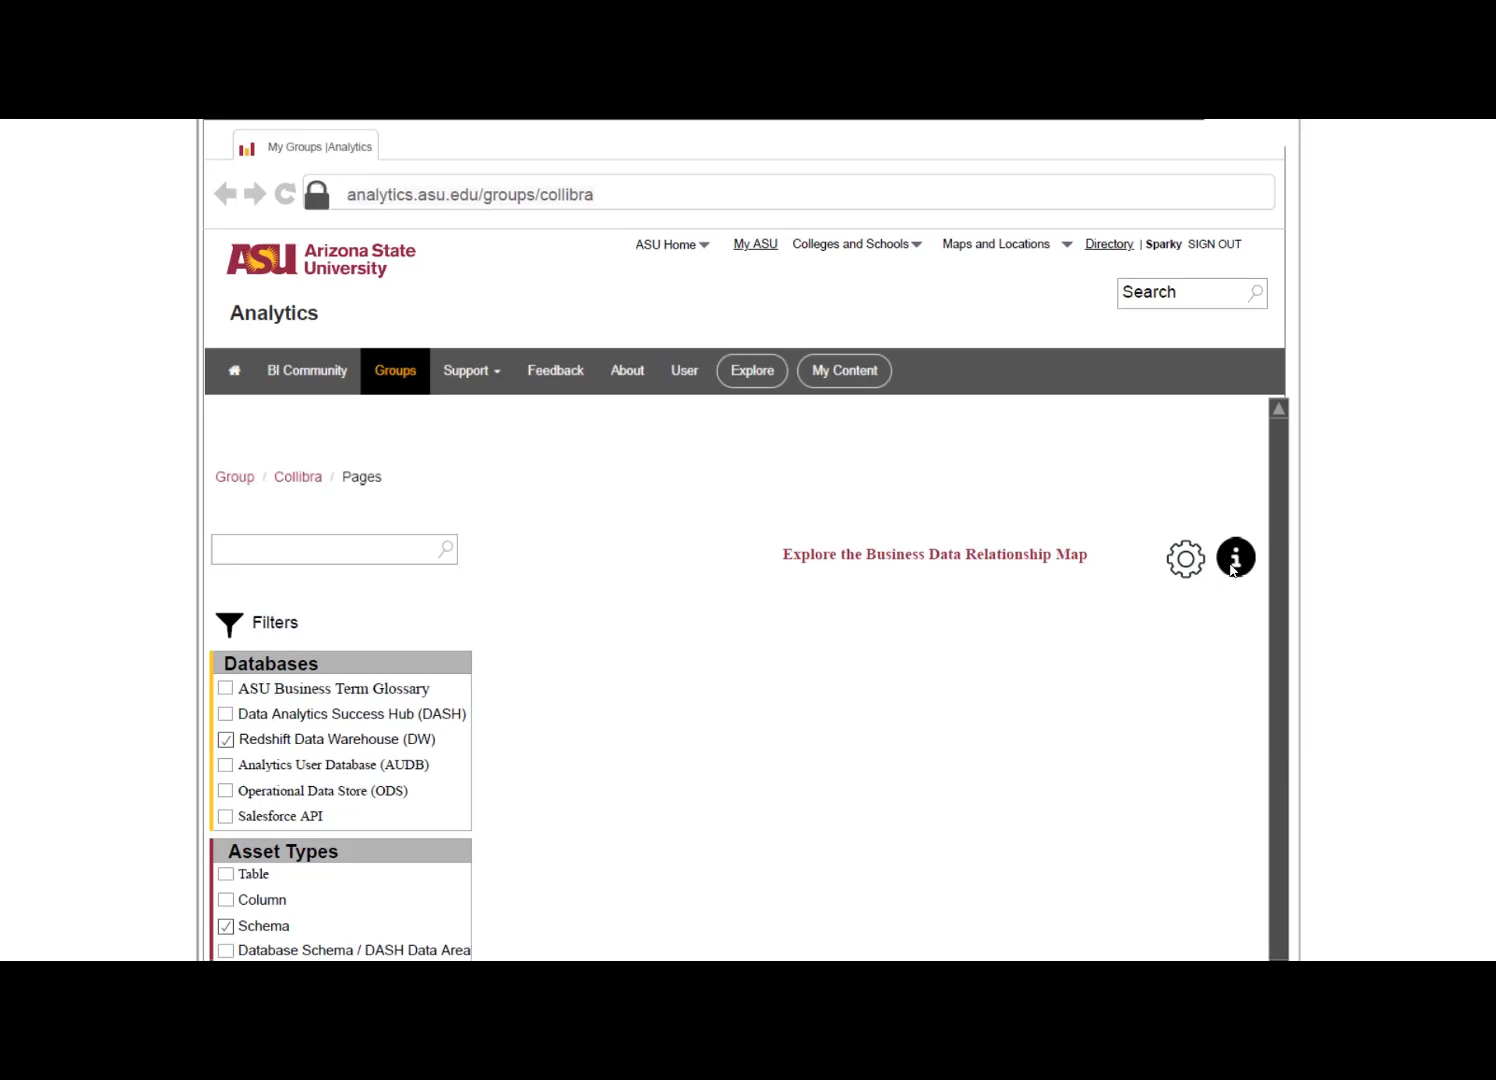 My Groups |Analytics
analytics.asu.edu/groups/collibra
ASU Arizona State University
ASU Home My ASU Colleges and Schools Maps and Locations Directory | Sparky SIGN OUT
Search
Analytics
BI Community Groups Support Feedback About User Explore My Content
Group / Collibra / Pages
Explore the Business Data Relationship Map
Filters
Databases
ASU Business Term Glossary
Data Analytics Success Hub (DASH)
Redshift Data Warehouse (DW)
Analytics User Database (AUDB)
Operational Data Store (ODS)
Salesforce API
Asset Types
Table
Column
Schema
Database Schema / DASH Data Area